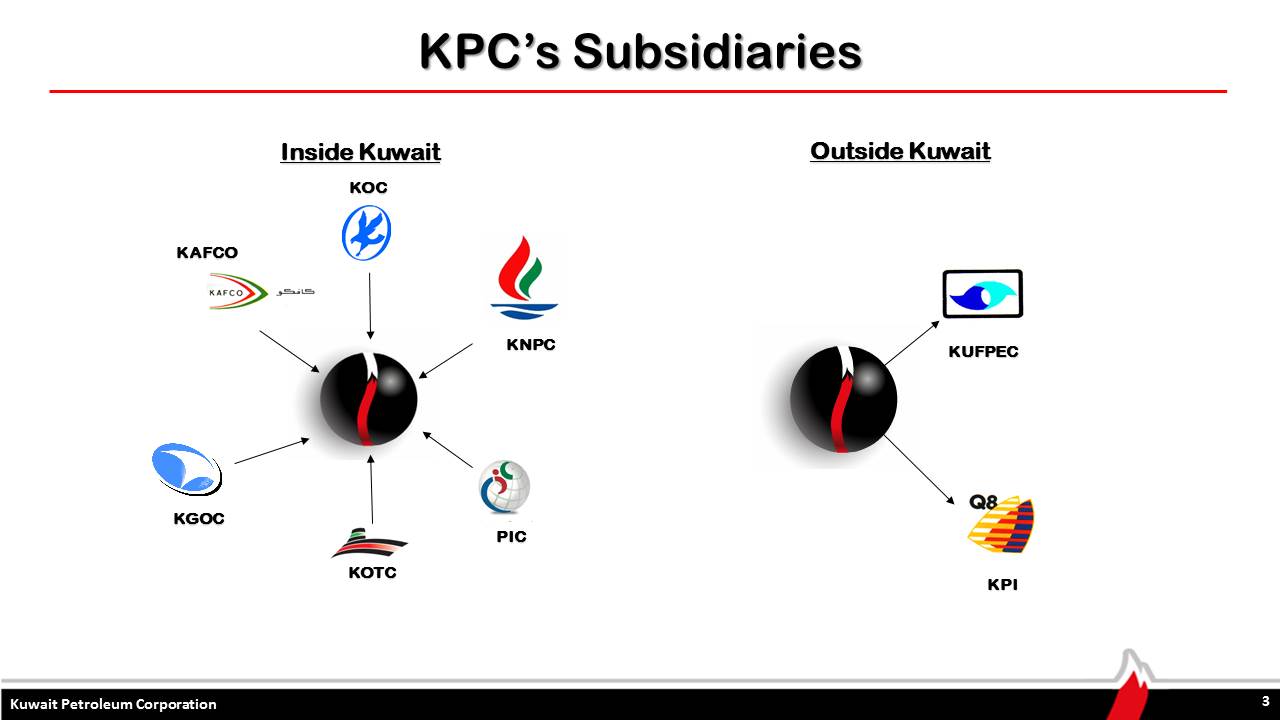 KPC’s Subsidiaries
Inside Kuwait
Outside Kuwait
KOC
KAFCO
KAFCO كافكو
KNPC
KUFPEC
KGOC
KOTC
PIC
Q8
KPI
Kuwait Petroleum Corporation
3